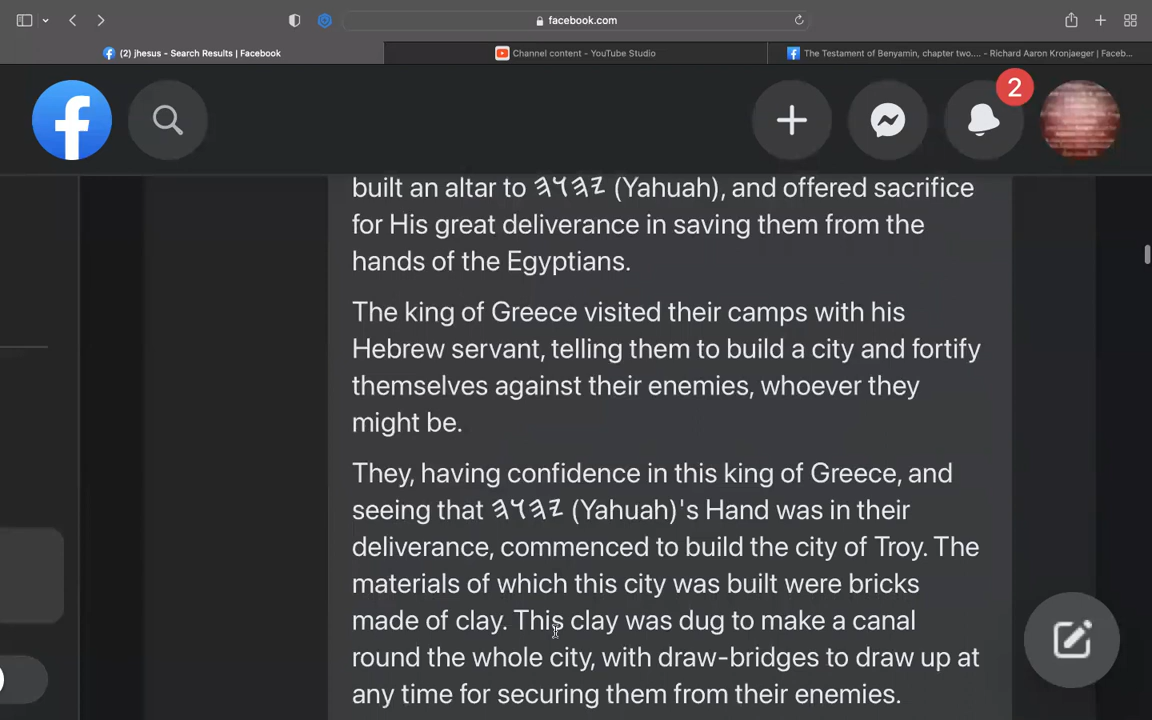 facebook.com
(2) jhesus - Search Results | Facebook
Channel content - YouTube Studio
The Testament of Benyamin, chapter two.... - Richard Aaron Kronjaeger | Faceb...
2
built an altar to 𐤄𐤅𐤄𐤉 (Yahuah), and offered sacrifice
for His great deliverance in saving them from the
hands of the Egyptians.
The king of Greece visited their camps with his
Hebrew servant, telling them to build a city and fortify
themselves against their enemies, whoever they
might be.
They, having confidence in this king of Greece, and
seeing that 𐤄𐤅𐤄𐤉 (Yahuah)'s Hand was in their
deliverance, commenced to build the city of Troy. The
materials of which this city was built were bricks
made of clay. This clay was dug to make a canal
round the whole city, with draw-bridges to draw up at
any time for securing them from their enemies.